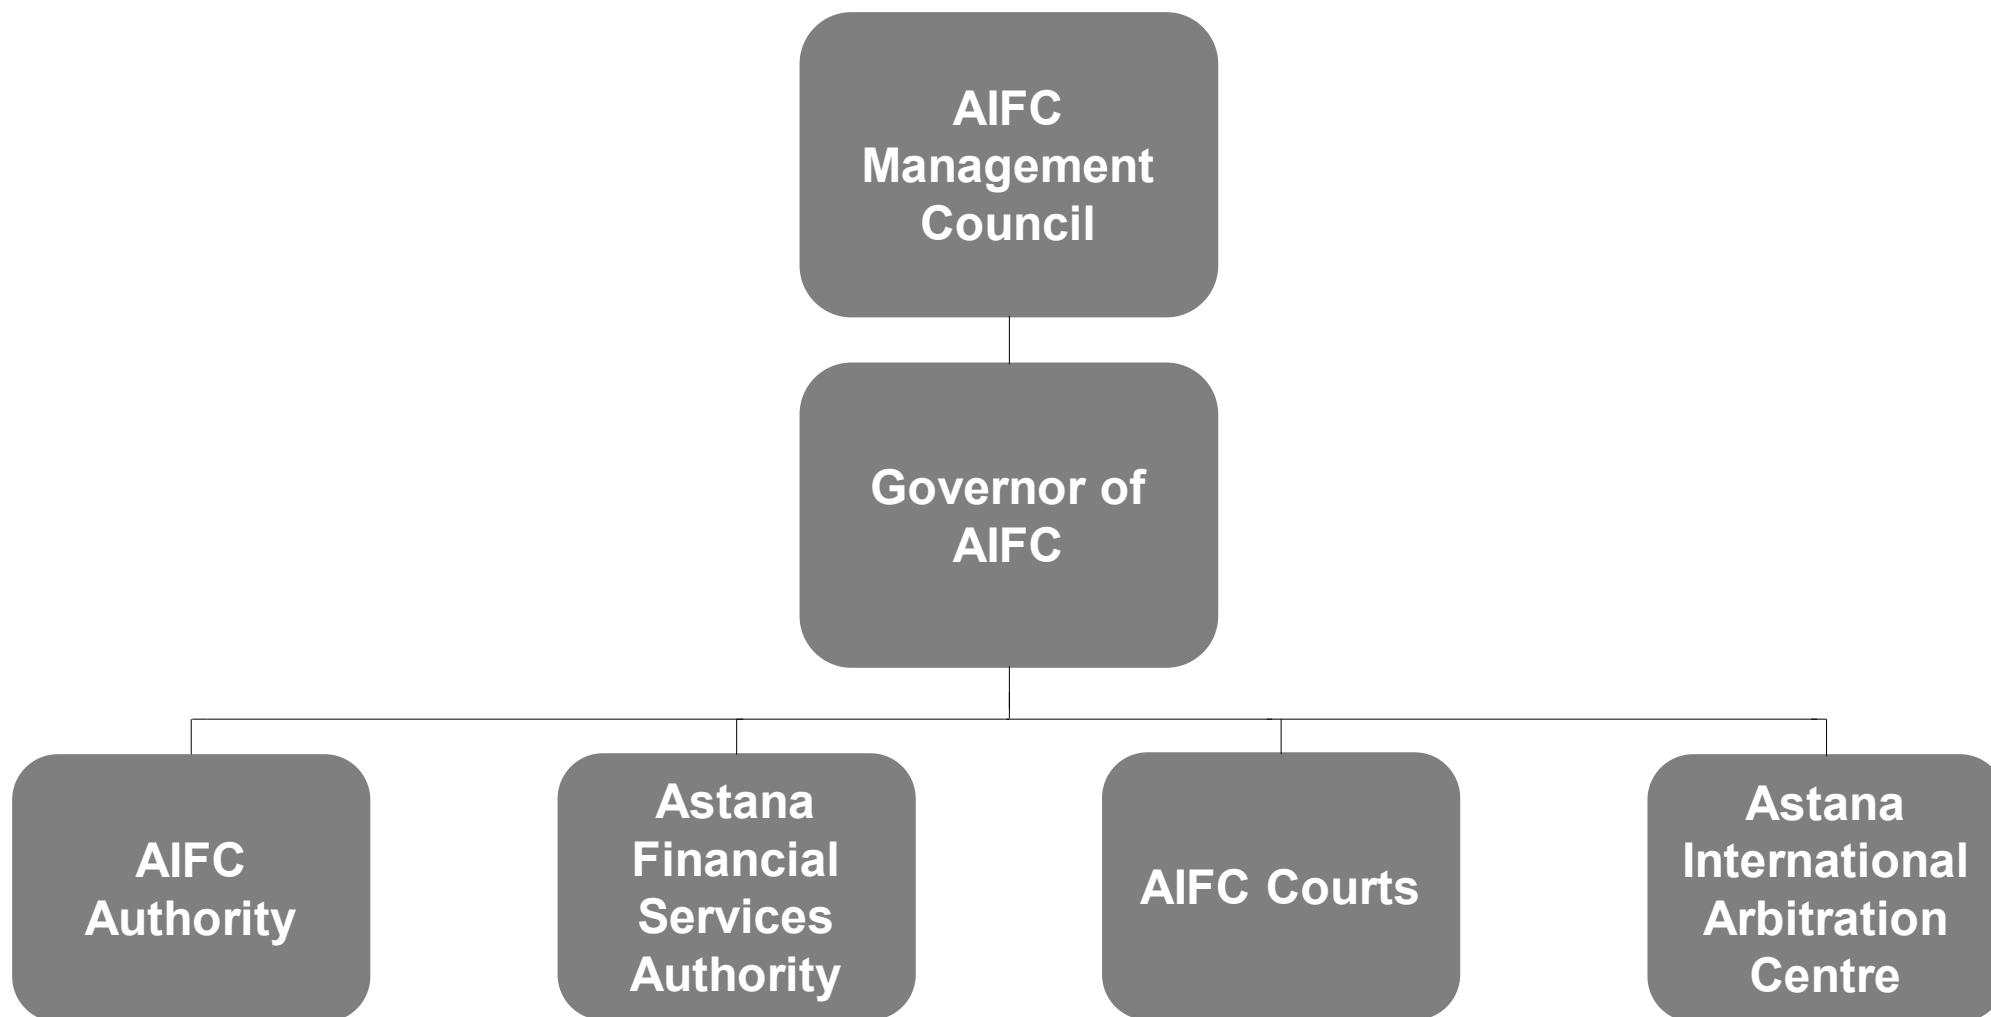 AIFC
Management
Council
Governor of
AIFC
AIFC
Authority
Astana
Financial
Services
Authority
AIFC Courts
Astana
International
Arbitration
Centre